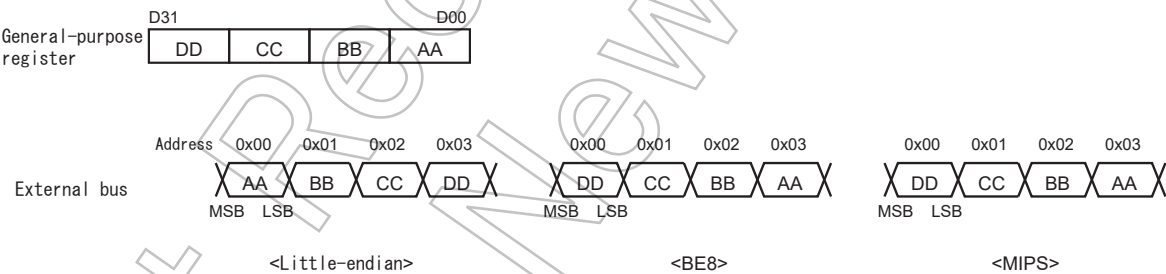 D31 D00
General-purpose register
DD CC BB AA
Address 0x00 0x01 0x02 0x03 0x00 0x01 0x02 0x03 0x00 0x01 0x02 0x03
External bus AA BB CC DD DD CC BB AA DD CC BB AA
MSB LSB MSB LSB MSB LSB
<Little-endian> <BE8> <MIPS>